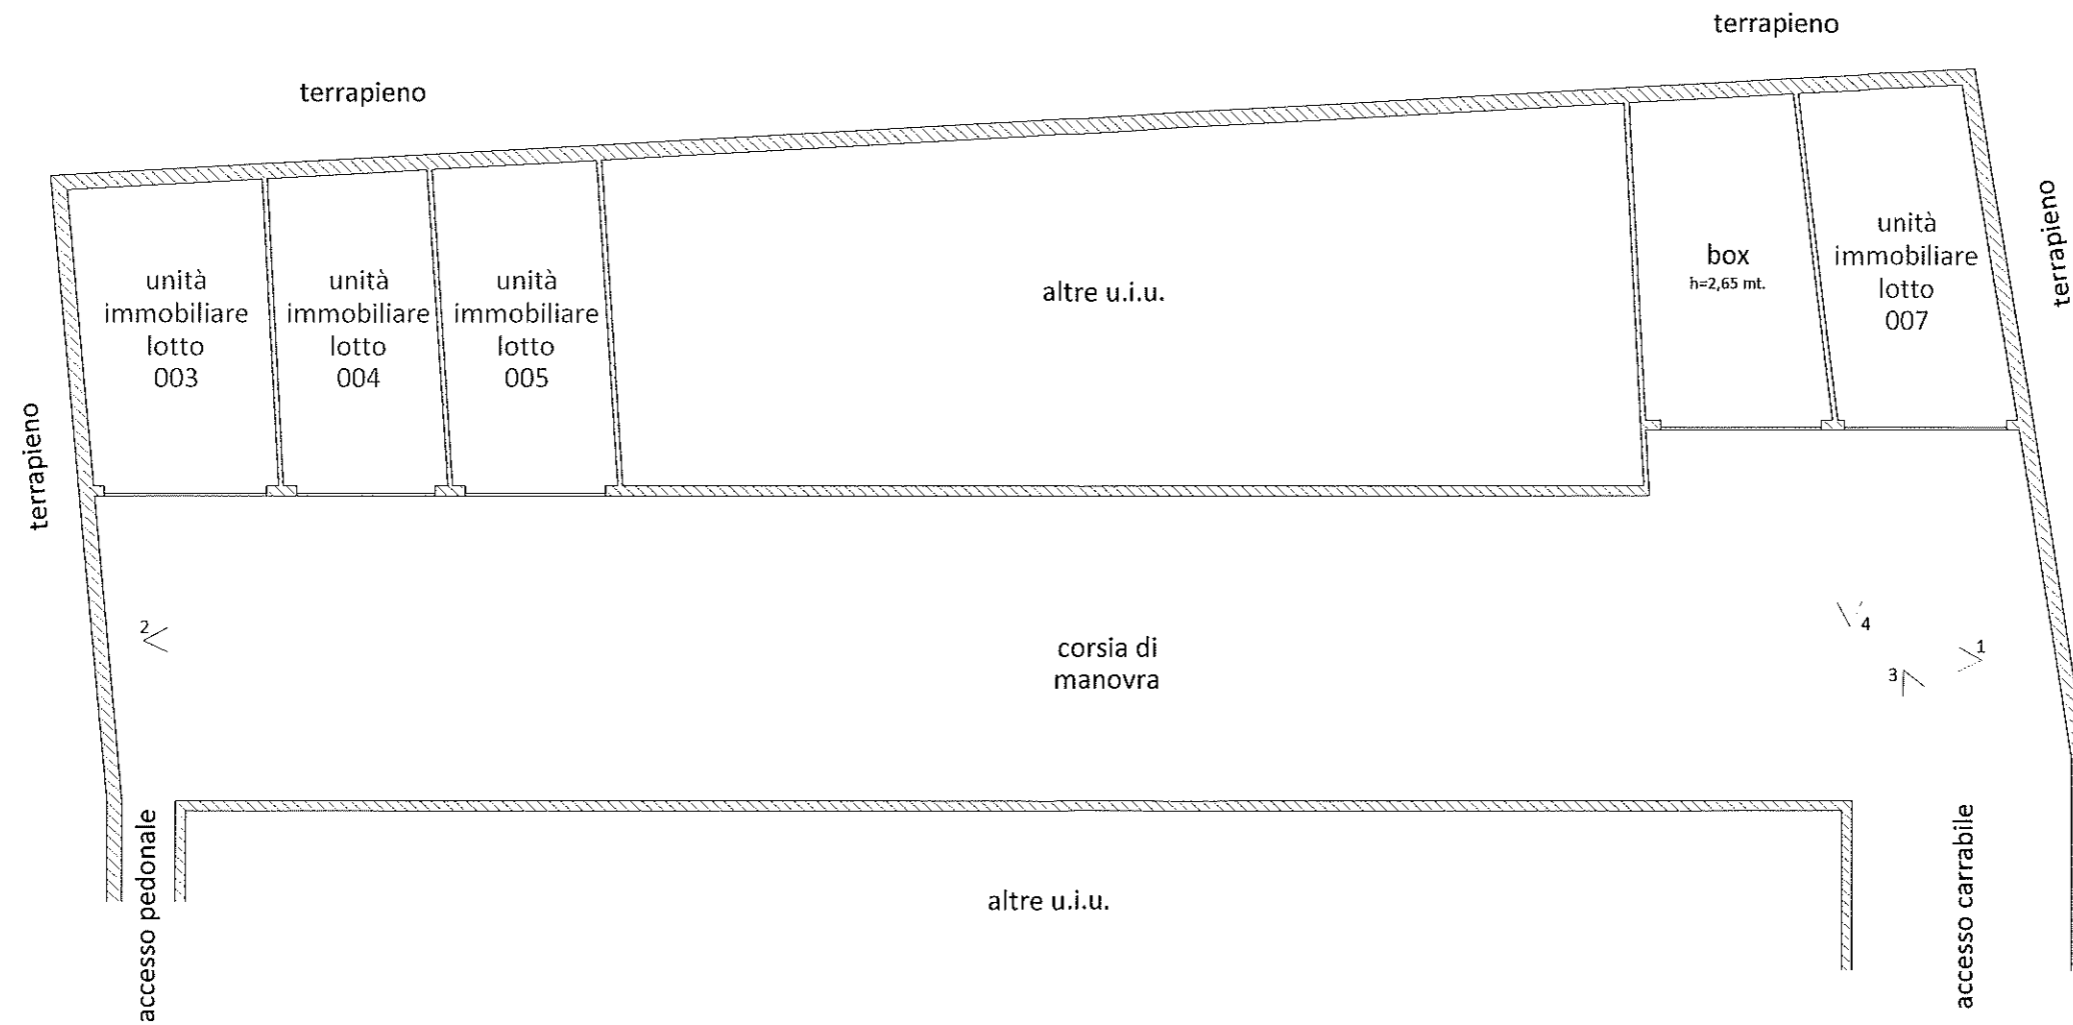 terrapieno
terrapieno
terrapieno
terrapieno
unità
immobiliare
lotto
003
unità
immobiliare
lotto
004
unità
immobiliare
lotto
005
altre u.i.u.
box
h=2,65 mt.
unità
immobiliare
lotto
007
2
corsia di
manovra
4
1
3
accesso pedonale
altre u.i.u.
accesso carrabile